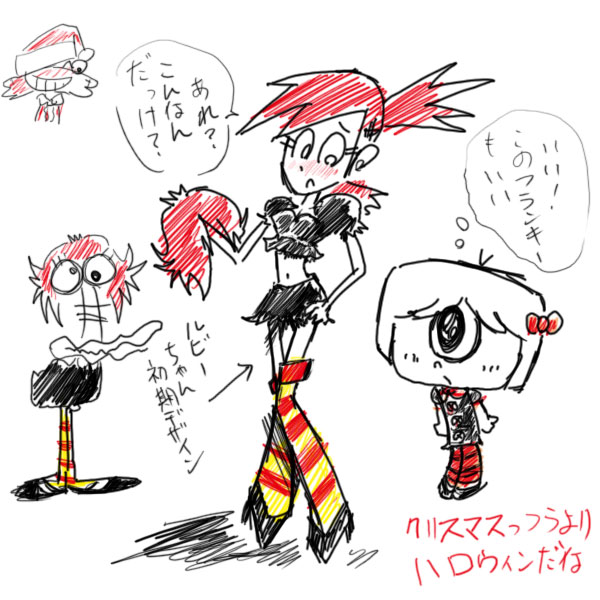 あれ?
こんなん
だっけ?
いい!
このフランキー
もいい
ルビー
ちゃん
初期デザイン
クリスマスっつうより
ハロウィンだね